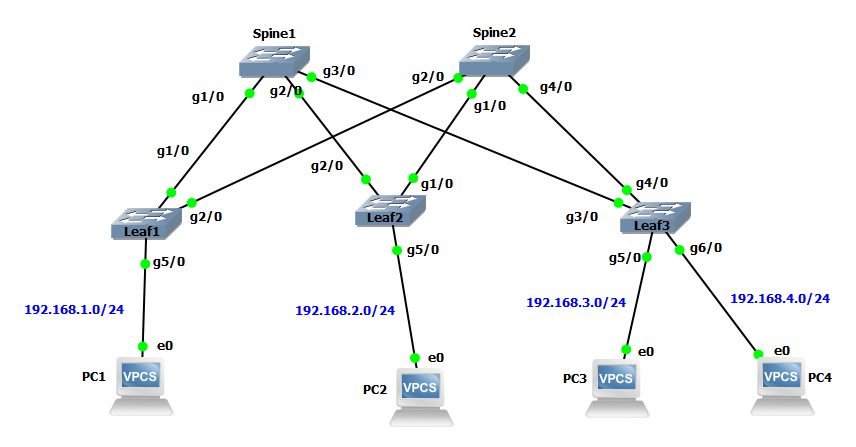 Spine1
Spine2
g3/0
g2/0
g4/0
g1/0
g2/0
g1/0
g1/0
g2/0
g1/0
g4/0
g2/0
g3/0
Leaf1
Leaf2
Leaf3
g5/0
g5/0
g5/0
g6/0
192.168.1.0/24
192.168.2.0/24
192.168.3.0/24
192.168.4.0/24
e0
e0
e0
e0
PC1
VPCS
PC2
VPCS
PC3
VPCS
VPCS
PC4